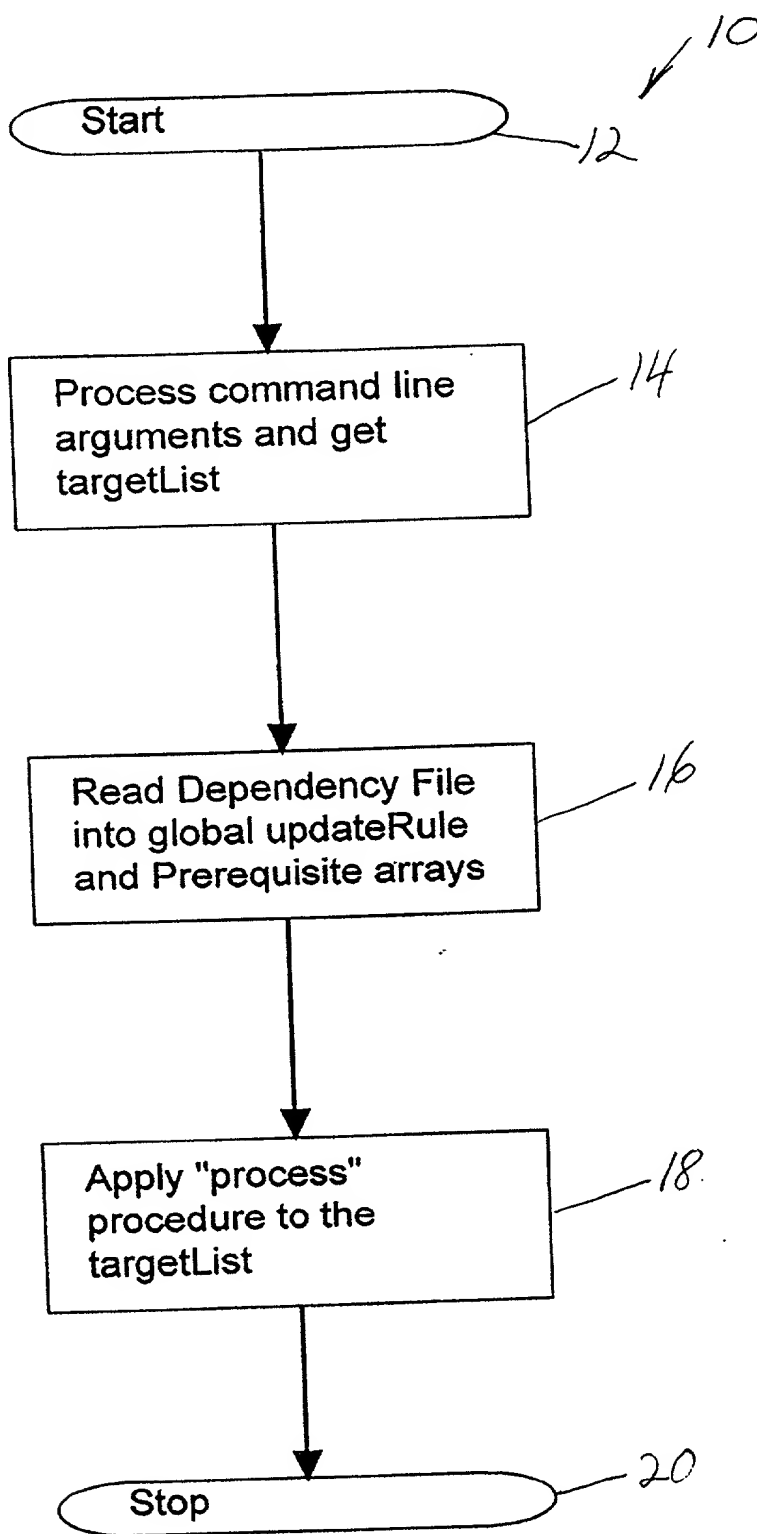 10
Start
12
Process command line
arguments and get
targetList
14
Read Dependency File
into global updateRule
and Prerequisite arrays
16
Apply "process"
procedure to the
targetList
18.
Stop
20